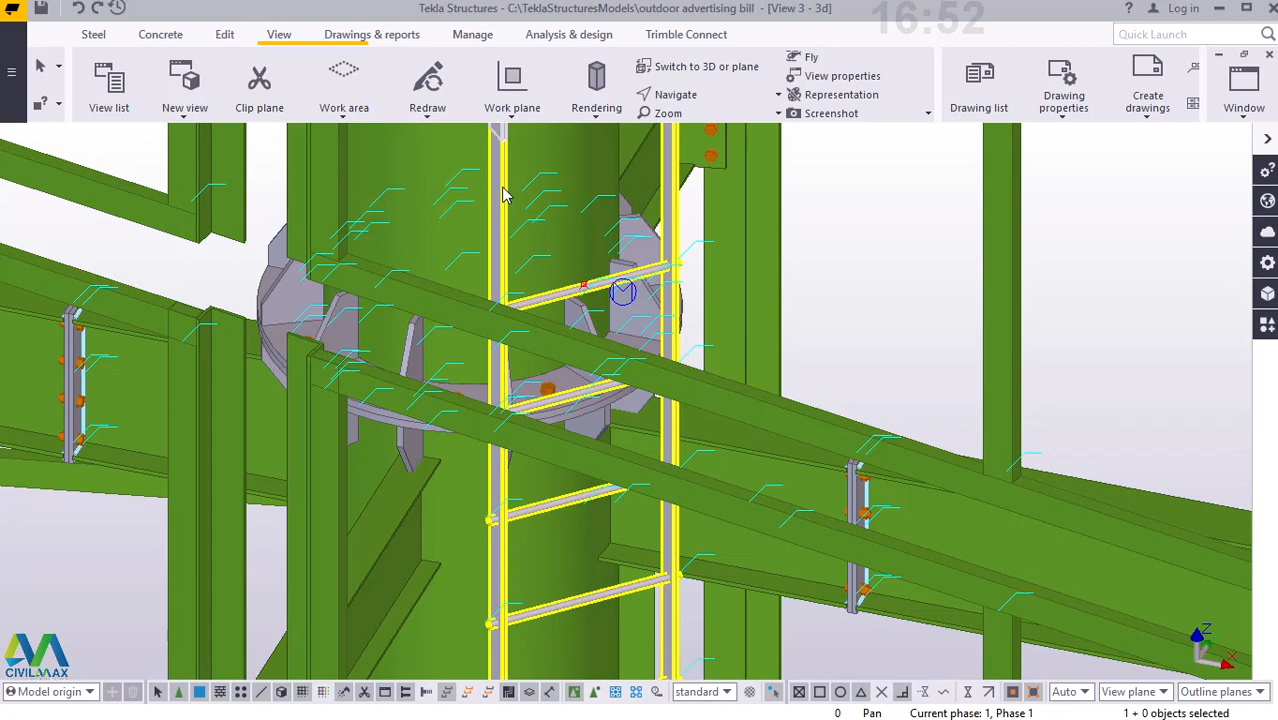 Tekla Structures - C:\TeklaStructuresModels\outdoor advertising bill - [View 3 - 3d]
16:52
Log in
Steel Concrete Edit View Drawings & reports Manage Analysis & design Trimble Connect
Quick Launch
View list
New view
Clip plane
Work area
Redraw
Work plane
Rendering
Switch to 3D or plane
Navigate
Zoom
Fly
View properties
Representation
Screenshot
Drawing list
Drawing properties
Create drawings
Window
Z
X
CIVILMAX
Model origin
standard
Auto
View plane
Outline planes
0 Pan Current phase: 1, Phase 1 1 + 0 objects selected